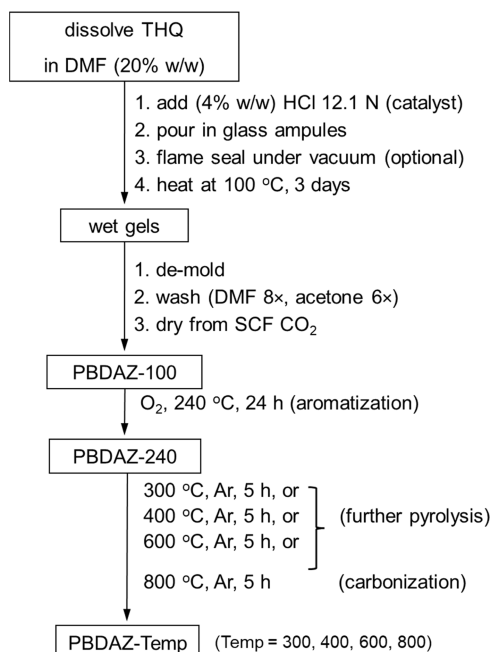 dissolve THQ
in DMF (20% w/w)
1. add (4% w/w) HCl 12.1 N (catalyst)
2. pour in glass ampules
3. flame seal under vacuum (optional)
4. heat at 100 °C, 3 days
wet gels
1. de-mold
2. wash (DMF 8×, acetone 6×)
3. dry from SCF CO₂
PBDAZ-100
O₂, 240 °C, 24 h (aromatization)
PBDAZ-240
300 °C, Ar, 5 h, or
400 °C, Ar, 5 h, or (further pyrolysis)
600 °C, Ar, 5 h, or
800 °C, Ar, 5 h (carbonization)
PBDAZ-Temp (Temp = 300, 400, 600, 800)